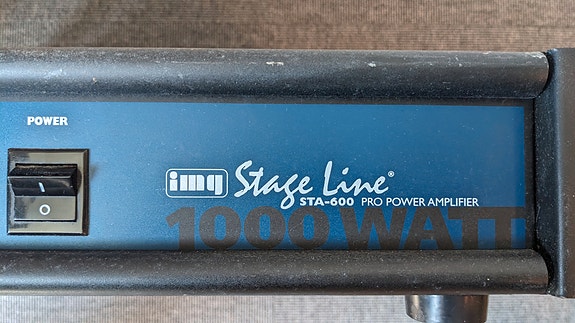 POWER
I
O
img Stage Line®
STA-600 PRO POWER AMPLIFIER
1000 WATT